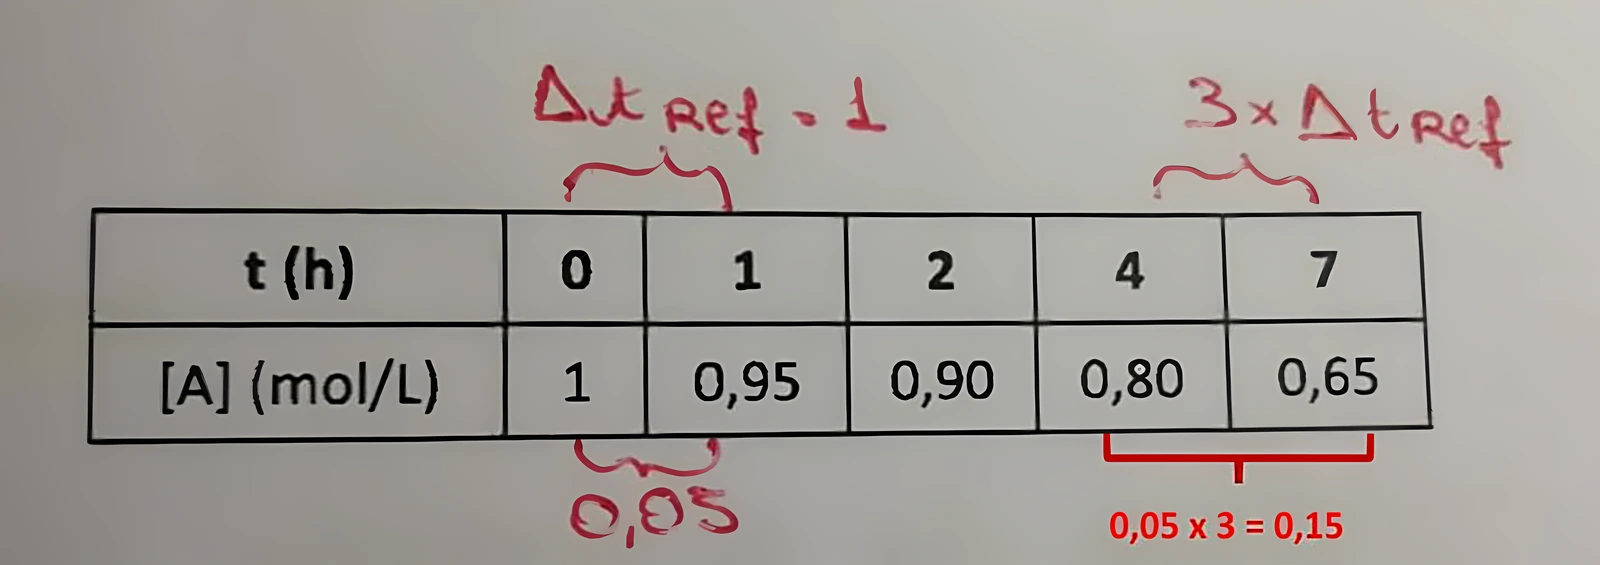 Δt Ref = 1
3 x Δt Ref
t (h) 0 1 2 4 7
[A] (mol/L) 1 0,95 0,90 0,80 0,65
0,05
0,05 x 3 = 0,15